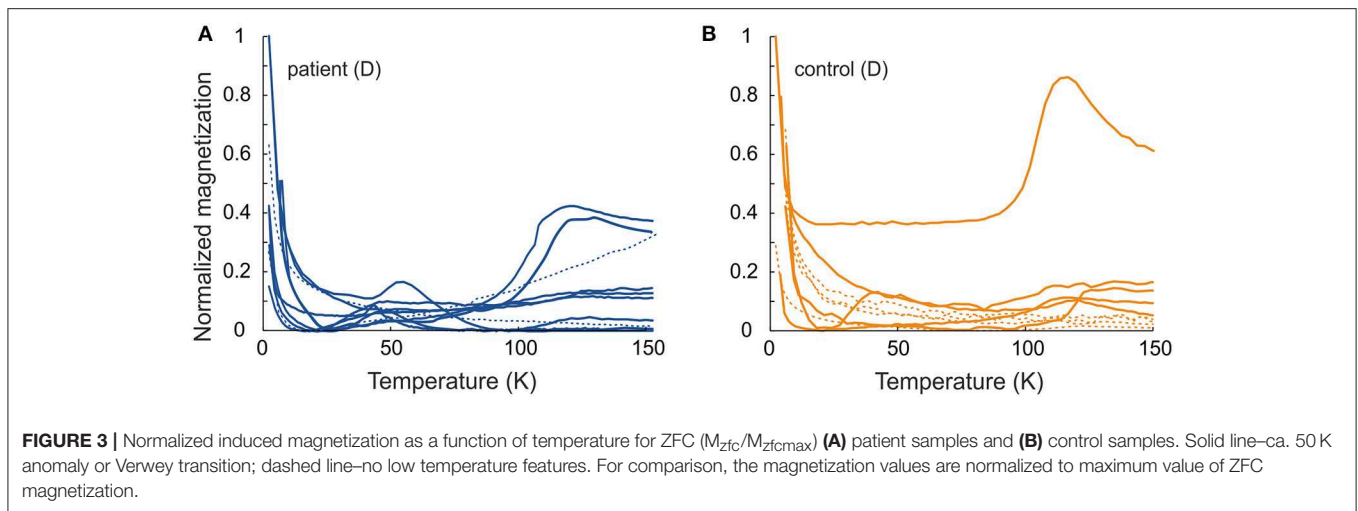 A
1
0.8
0.6
0.4
0.2
0
Normalized magnetization
patient (D)
0
50
100
150
Temperature (K)
B
1
0.8
0.6
0.4
0.2
0
control (D)
0
50
100
150
Temperature (K)
FIGURE 3 | Normalized induced magnetization as a function of temperature for ZFC (Mzfc/Mzfcmax) (A) patient samples and (B) control samples. Solid line–ca. 50 K
anomaly or Verwey transition; dashed line–no low temperature features. For comparison, the magnetization values are normalized to maximum value of ZFC
magnetization.